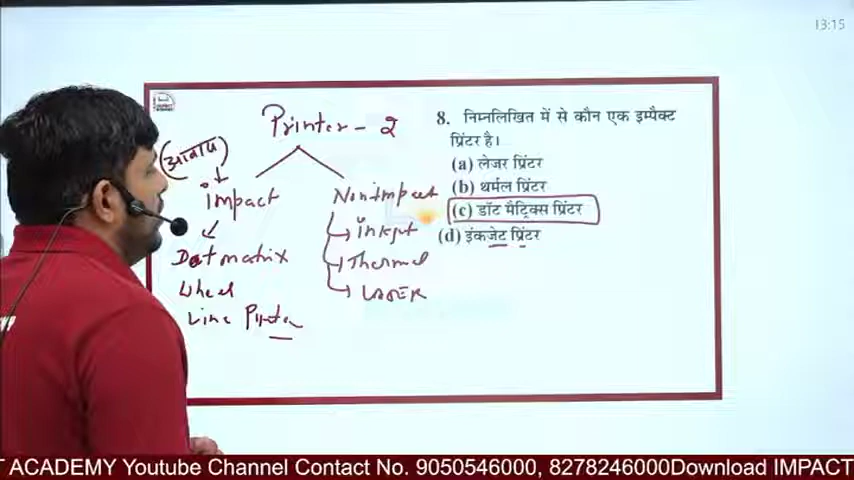 13:15
Printer - 2
(आवाज)
impact
Non impact
Dot matrix
Wheel
Line Printer
inkjet
Thermal
LASER
8. निम्नलिखित में से कौन एक इम्पैक्ट
प्रिंटर है।
(a) लेजर प्रिंटर
(b) थर्मल प्रिंटर
(c) डॉट मैट्रिक्स प्रिंटर
(d) इंकजेट प्रिंटर
T ACADEMY Youtube Channel Contact No. 9050546000, 8278246000Download IMPACT